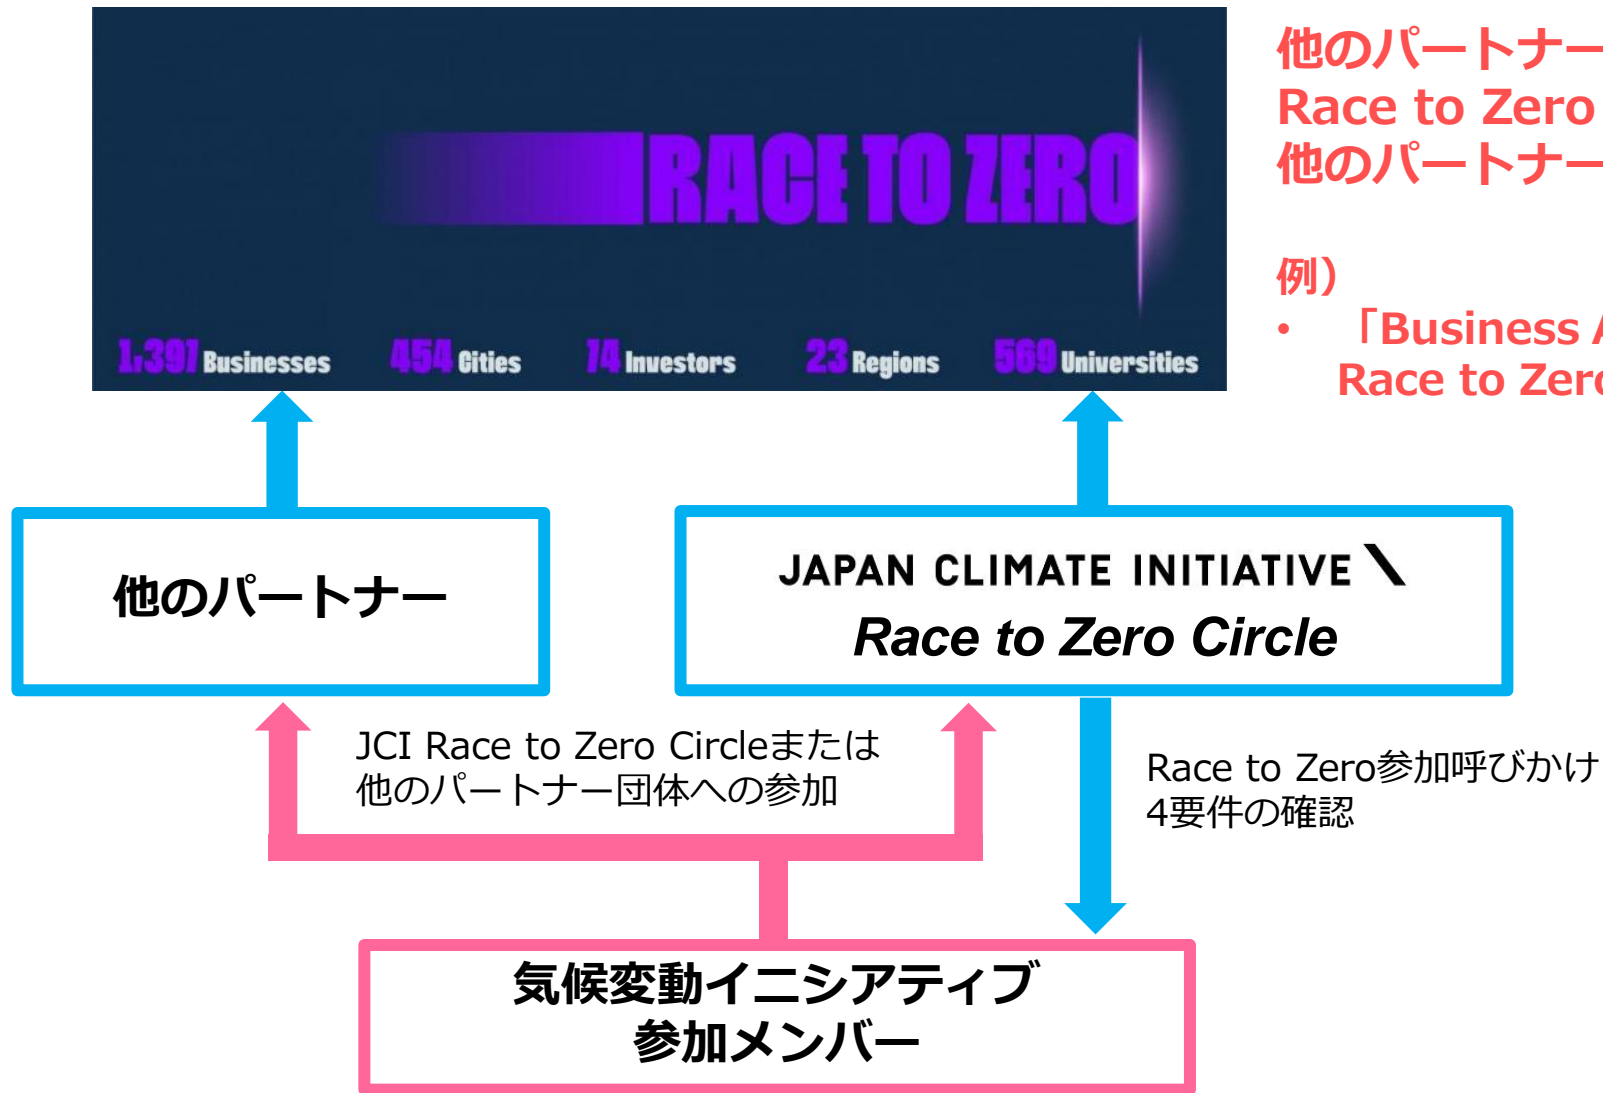 RACE TO ZERO
1,397 Businesses
454 Cities
74 Investors
23 Regions
569 Universities
他のパートナー
Race to Zero
他のパートナー
例）
• 「Business
Race to Zero
他のパートナー
JAPAN CLIMATE INITIATIVE
Race to Zero Circle
JCI Race to Zero Circleまたは
他のパートナー団体への参加
Race to Zero参加呼びかけ
4要件の確認
気候変動イニシアティブ
参加メンバー